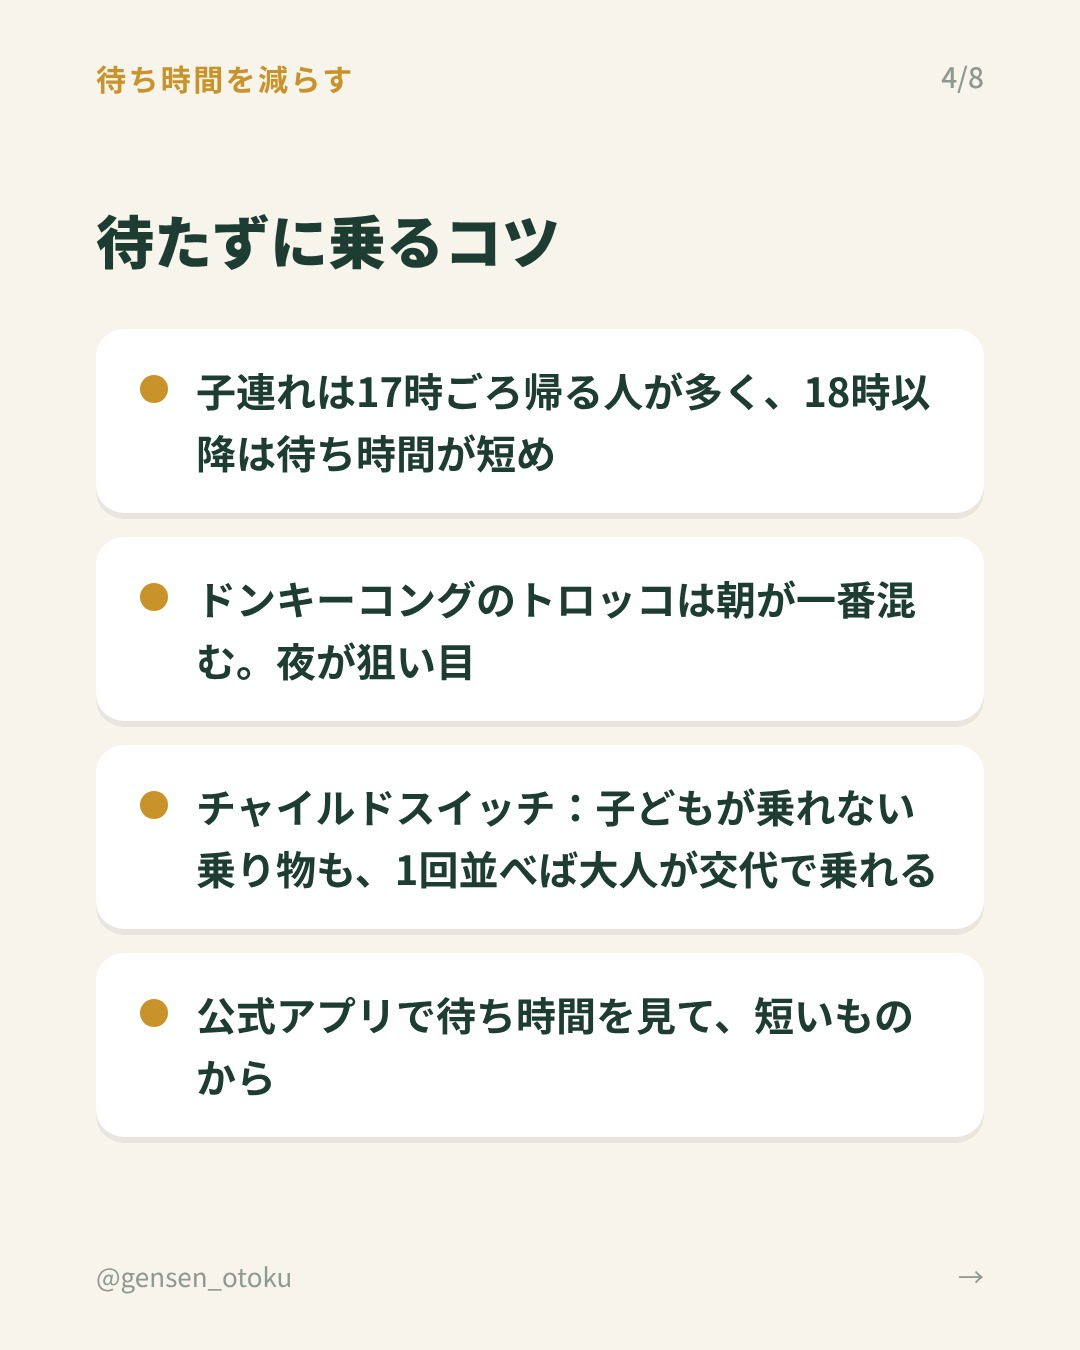 待ち時間を減らす
4/8
待たずに乗るコツ
子連れは17時ごろ帰る人が多く、18時以
降は待ち時間が短め
ドンキーコングのトロッコは朝が一番混
む。夜が狙い目
チャイルドスイッチ：子どもが乗れない
乗り物も、1回並べば大人が交代で乗れる
公式アプリで待ち時間を見て、短いもの
から
@gensen_otoku
→